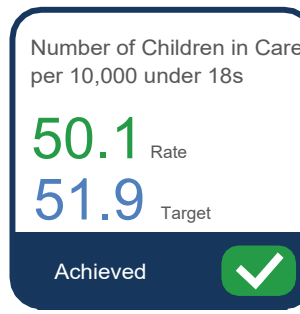 Number of Children in Care
per 10,000 under 18s
50.1 Rate
51.9 Target
Achieved